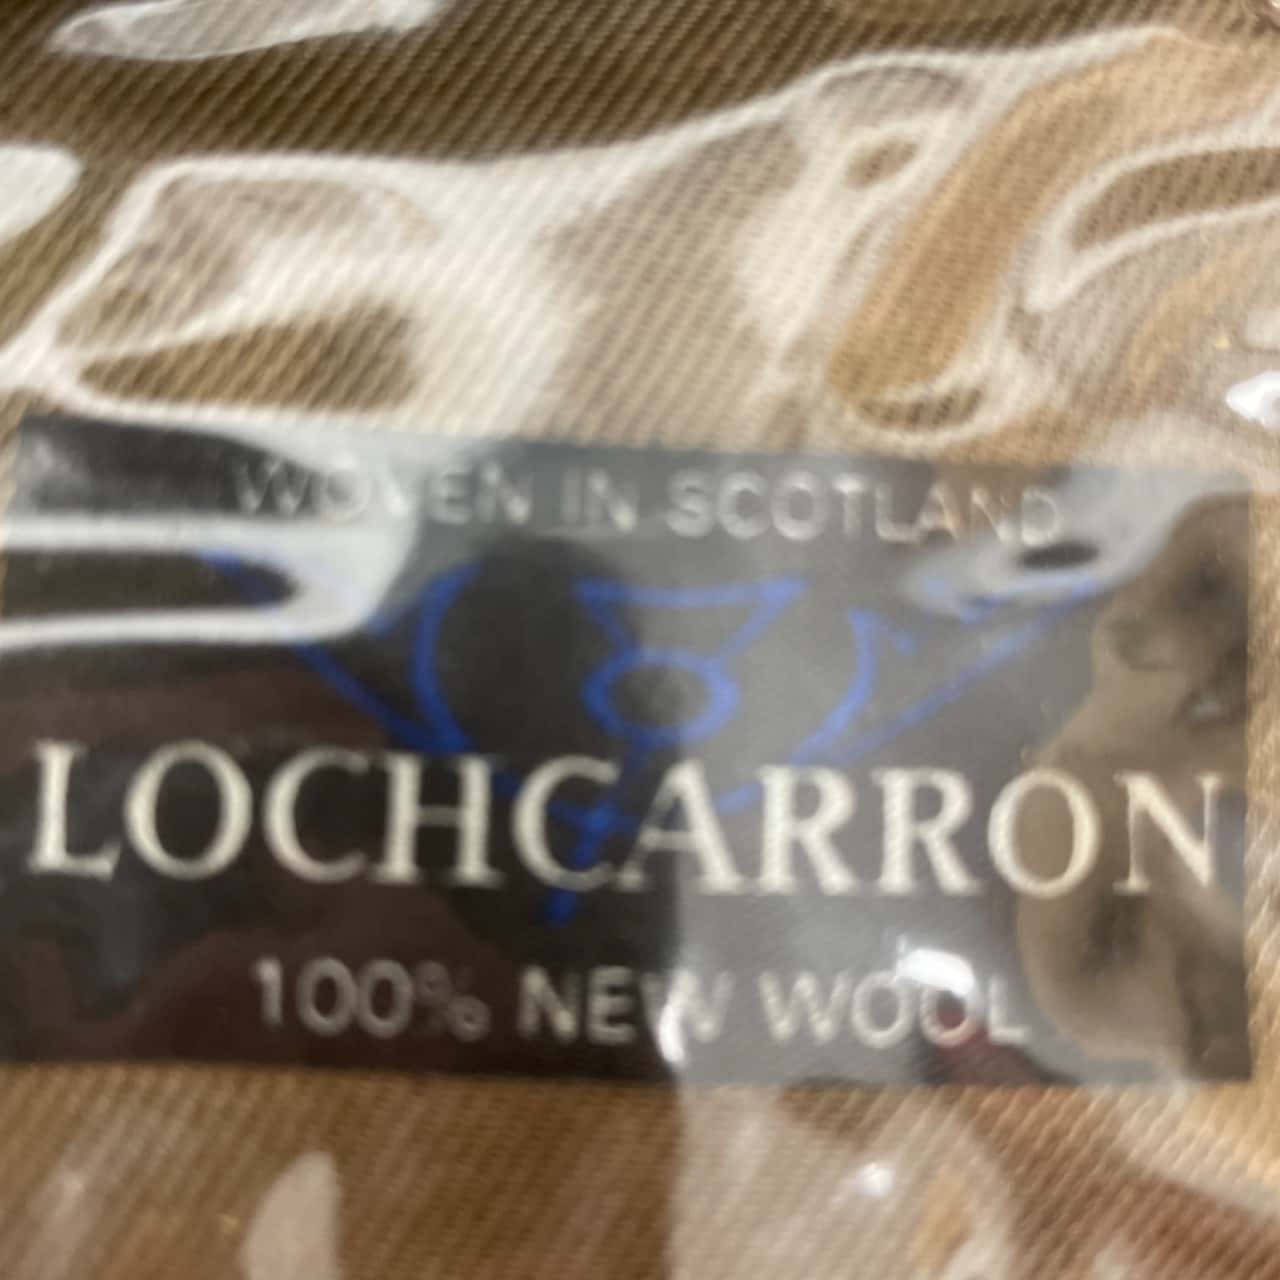 WOVEN IN SCOTLAND
LOCHCARRON
100% NEW WOOL